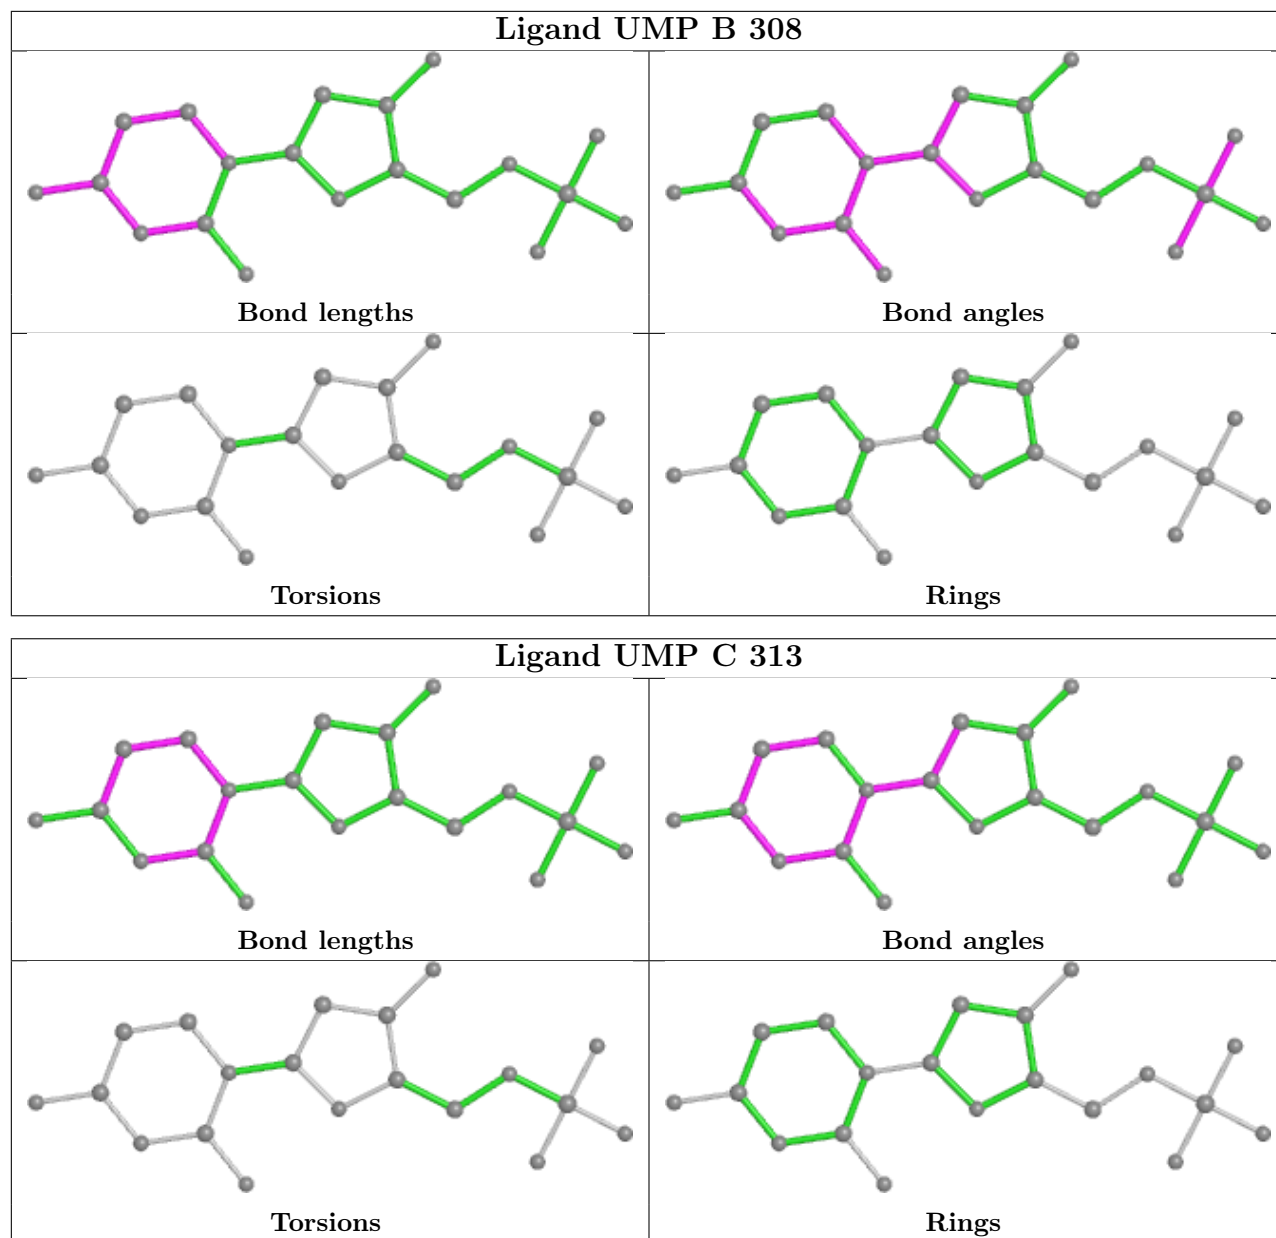 Ligand UMP B 308
Bond lengths
Bond angles
Torsions
Rings
Ligand UMP C 313
Bond lengths
Bond angles
Torsions
Rings